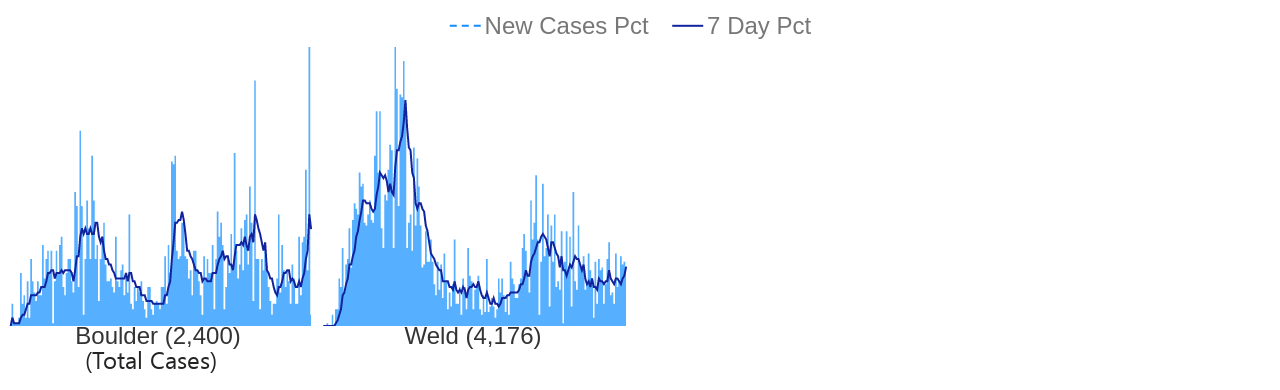 New Cases Pct 7 Day Pct
Boulder (2,400) Weld (4,176)
(Total Cases)